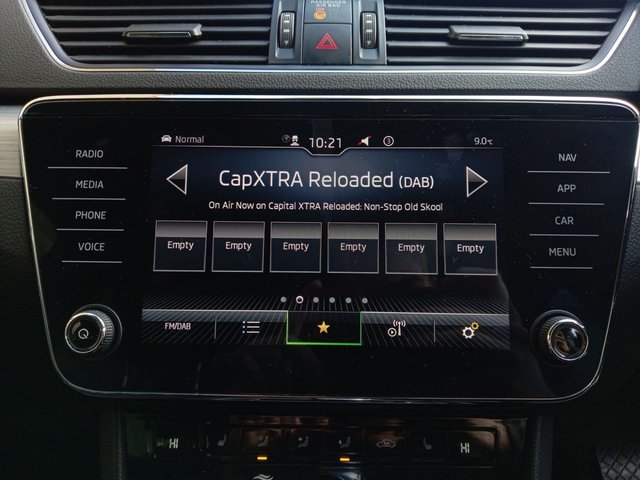 PASSENGER
AIR BAG
ON
Normal
10:21
9.0°C
RADIO
MEDIA
PHONE
VOICE
CapXTRA Reloaded (DAB)
On Air Now on Capital XTRA Reloaded: Non-Stop Old Skool
Empty Empty Empty Empty Empty Empty
FM/DAB
NAV
APP
CAR
MENU
HI
HI